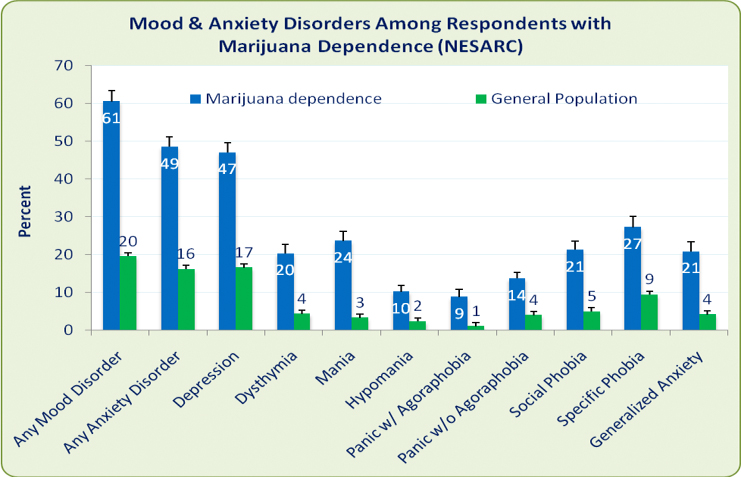 Mood & Anxiety Disorders Among Respondents with
Marijuana Dependence (NESARC)
70
60
50
40
30
20
10
0
Percent
Marijuana dependence
General Population
61
20
49
16
47
17
20
4
24
3
10
2
9
1
14
4
21
5
27
9
21
4
Any Mood Disorder
Any Anxiety Disorder
Depression
Dysthymia
Mania
Hypomania
Panic w/ Agoraphobia
Panic w/o Agoraphobia
Social Phobia
Specific Phobia
Generalized Anxiety